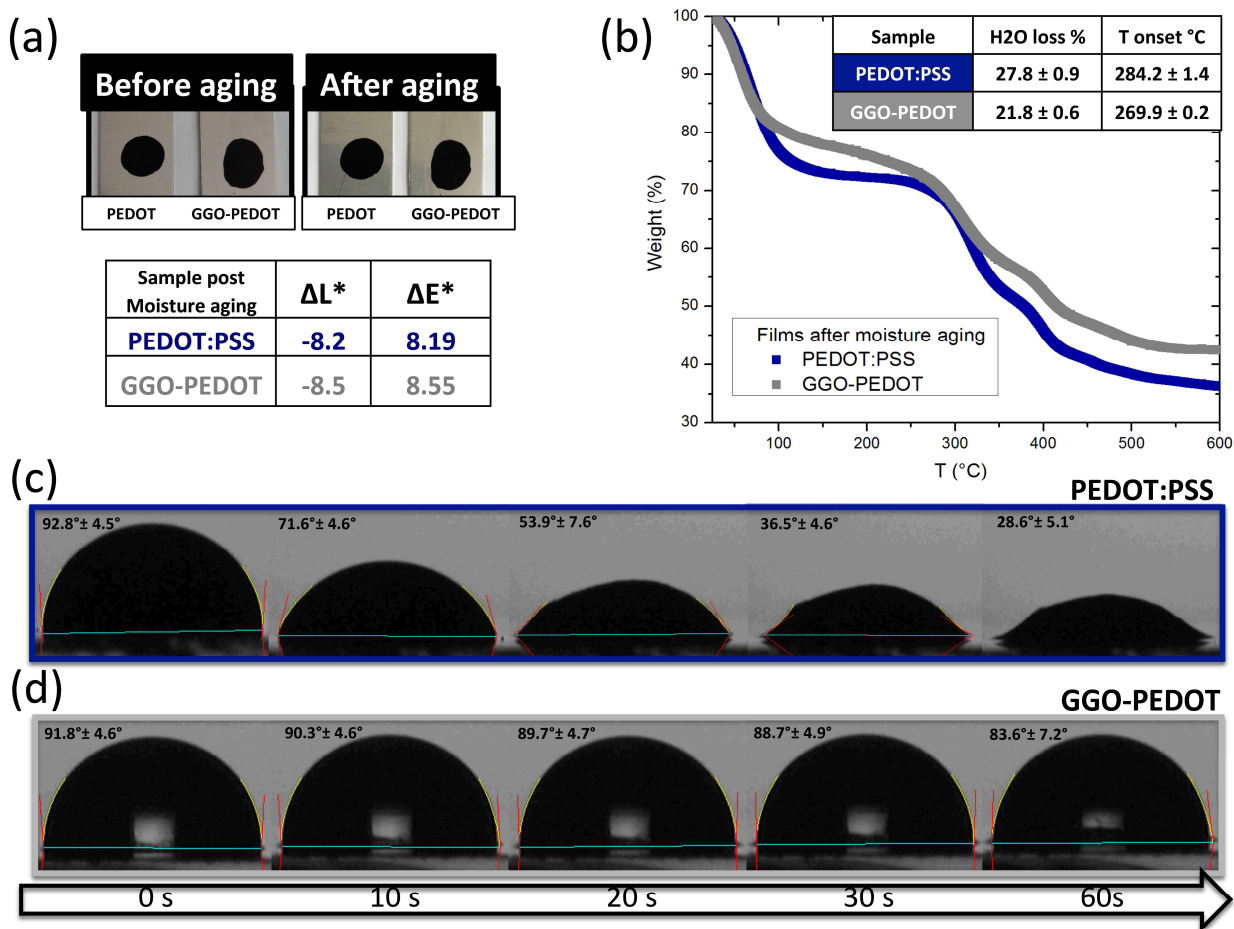 (a)
Before aging
After aging
PEDOT
GGO-PEDOT
PEDOT
GGO-PEDOT
Sample post Moisture aging ΔL* ΔE*
PEDOT:PSS -8.2 8.19
GGO-PEDOT -8.5 8.55
(b)
100
90
80
70
60
50
40
30
Weight (%)
Sample H2O loss % T onset °C
PEDOT:PSS 27.8 ± 0.9 284.2 ± 1.4
GGO-PEDOT 21.8 ± 0.6 269.9 ± 0.2
Films after moisture aging
PEDOT:PSS
GGO-PEDOT
100 200 300 400 500 600
T (°C)
(c)
PEDOT:PSS
92.8°± 4.5° 71.6°± 4.6° 53.9°± 7.6° 36.5°± 4.6° 28.6°± 5.1°
(d)
GGO-PEDOT
91.8°± 4.6° 90.3°± 4.6° 89.7°± 4.7° 88.7°± 4.9° 83.6°± 7.2°
0 s 10 s 20 s 30 s 60s